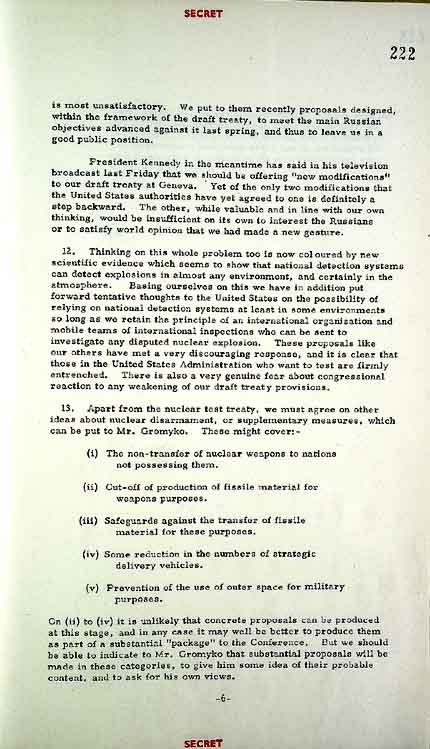 SECRET
222
is most unsatisfactory. We put to them recently proposals designed,
within the framework of the draft treaty, to meet the main Russian
objectives advanced against it last spring, and thus to leave us in a
good public position.
President Kennedy in the meantime has said in his television
broadcast last Friday that we should be offering "new modifications"
to our draft treaty at Geneva. Yet of the only two modifications that
the United States authorities have yet agreed to one is definitely a
step backward. The other, while valuable and in line with our own
thinking, would be insufficient on its own to interest the Russians
or to satisfy world opinion that we had made a new gesture.
12. Thinking on this whole problem too is now coloured by new
scientific evidence which seems to show that national detection systems
can detect explosions in almost any environment, and certainly in the
atmosphere. Basing ourselves on this we have in addition put
forward tentative thoughts to the United States on the possibility of
relying on national detection systems at least in some environments
so long as we retain the principle of an international organisation and
mobile teams of international inspections who can be sent to
investigate any disputed nuclear explosion. These proposals like
our others have met a very discouraging response, and it is clear that
those in the United States Administration who want to test are firmly
entrenched. There is also a very genuine fear about congressional
reaction to any weakening of our draft treaty provisions.
13. Apart from the nuclear test treaty, we must agree on other
ideas about nuclear disarmament, or supplementary measures, which
can be put to Mr. Gromyko. These might cover:-
(i) The non-transfer of nuclear weapons to nations
not possessing them.
(ii) Cut-off of production of fissile material for
weapons purposes.
(iii) Safeguards against the transfer of fissile
material for these purposes.
(iv) Some reduction in the numbers of strategic
delivery vehicles.
(v) Prevention of the use of outer space for military
purposes.
On (ii) to (iv) it is unlikely that concrete proposals can be produced
at this stage, and in any case it may well be better to produce them
as part of a substantial "package" to the Conference. But we should
be able to indicate to Mr. Gromyko that substantial proposals will be
made in these categories, to give him some idea of their probable
content, and to ask for his own views.
-6-
SECRET